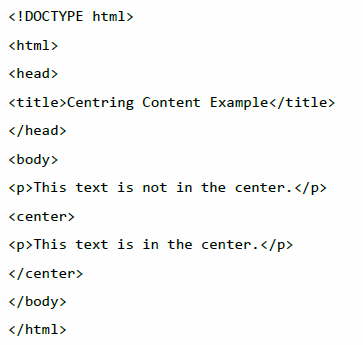 <!DOCTYPE html>
<html>
<head>
<title>Centring Content Example</title>
</head>
<body>
<p>This text is not in the center.</p>
<center>
<p>This text is in the center.</p>
</center>
</body>
</html>